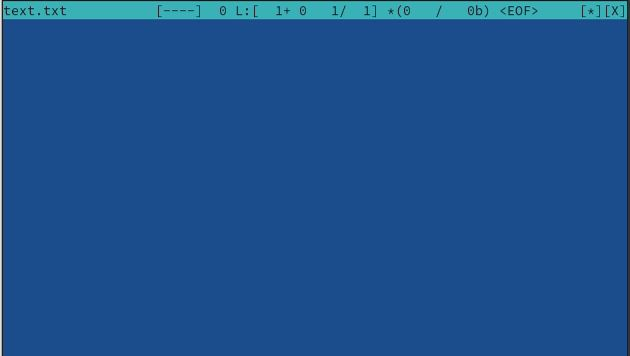 text.txt [----] 0 L:[ 1+ 0 1/ 1] *(0 / 0b) <EOF> [*][X]